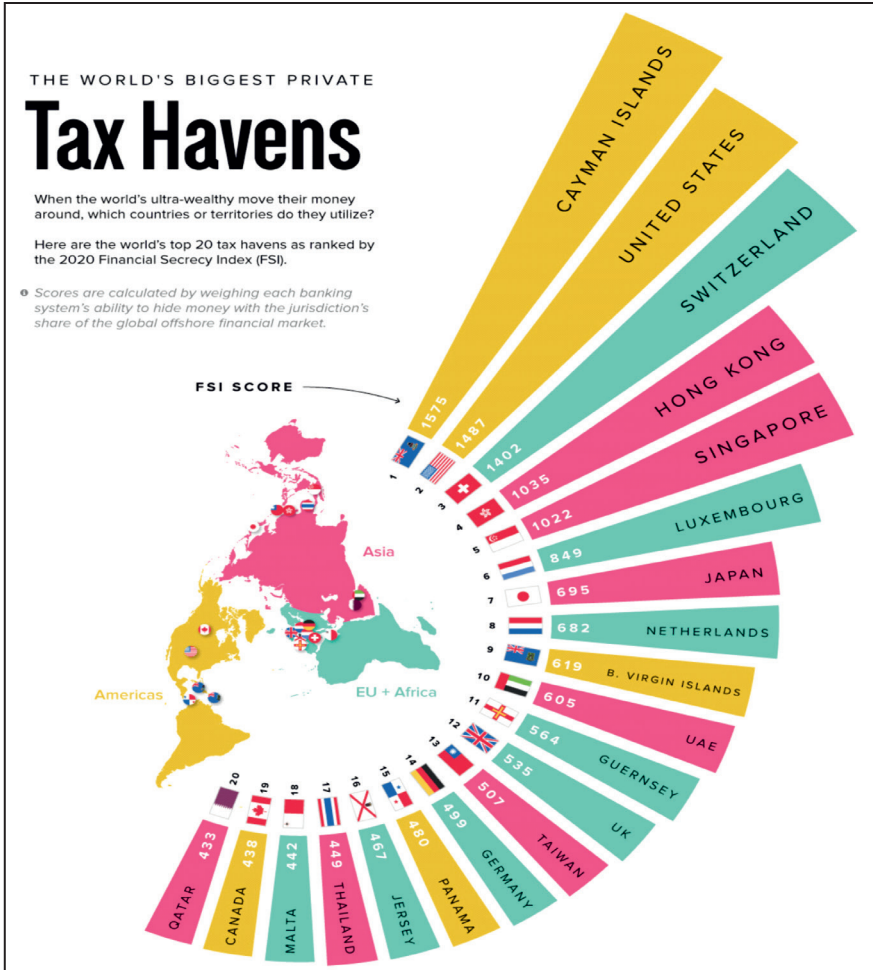 THE WORLD'S BIGGEST PRIVATE
Tax Havens
When the world's ultra-wealthy move their money
around, which countries or territories do they utilize?
Here are the world's top 20 tax havens as ranked by
the 2020 Financial Secrecy Index (FSI).
Scores are calculated by weighing each banking
system's ability to hide money with the jurisdiction's
share of the global offshore financial market.
FSI SCORE
1 1575 CAYMAN ISLANDS
2 1487 UNITED STATES
3 1402 SWITZERLAND
4 1035 HONG KONG
5 1022 SINGAPORE
6 849 LUXEMBOURG
7 695 JAPAN
8 682 NETHERLANDS
9 619 B. VIRGIN ISLANDS
10 605 UAE
11 564 GUERNSEY
12 535 UK
13 507 TAIWAN
14 499 GERMANY
15 480 PANAMA
16 467 JERSEY
17 449 THAILAND
18 442 MALTA
19 438 CANADA
20 433 QATAR
Asia
Americas
EU + Africa